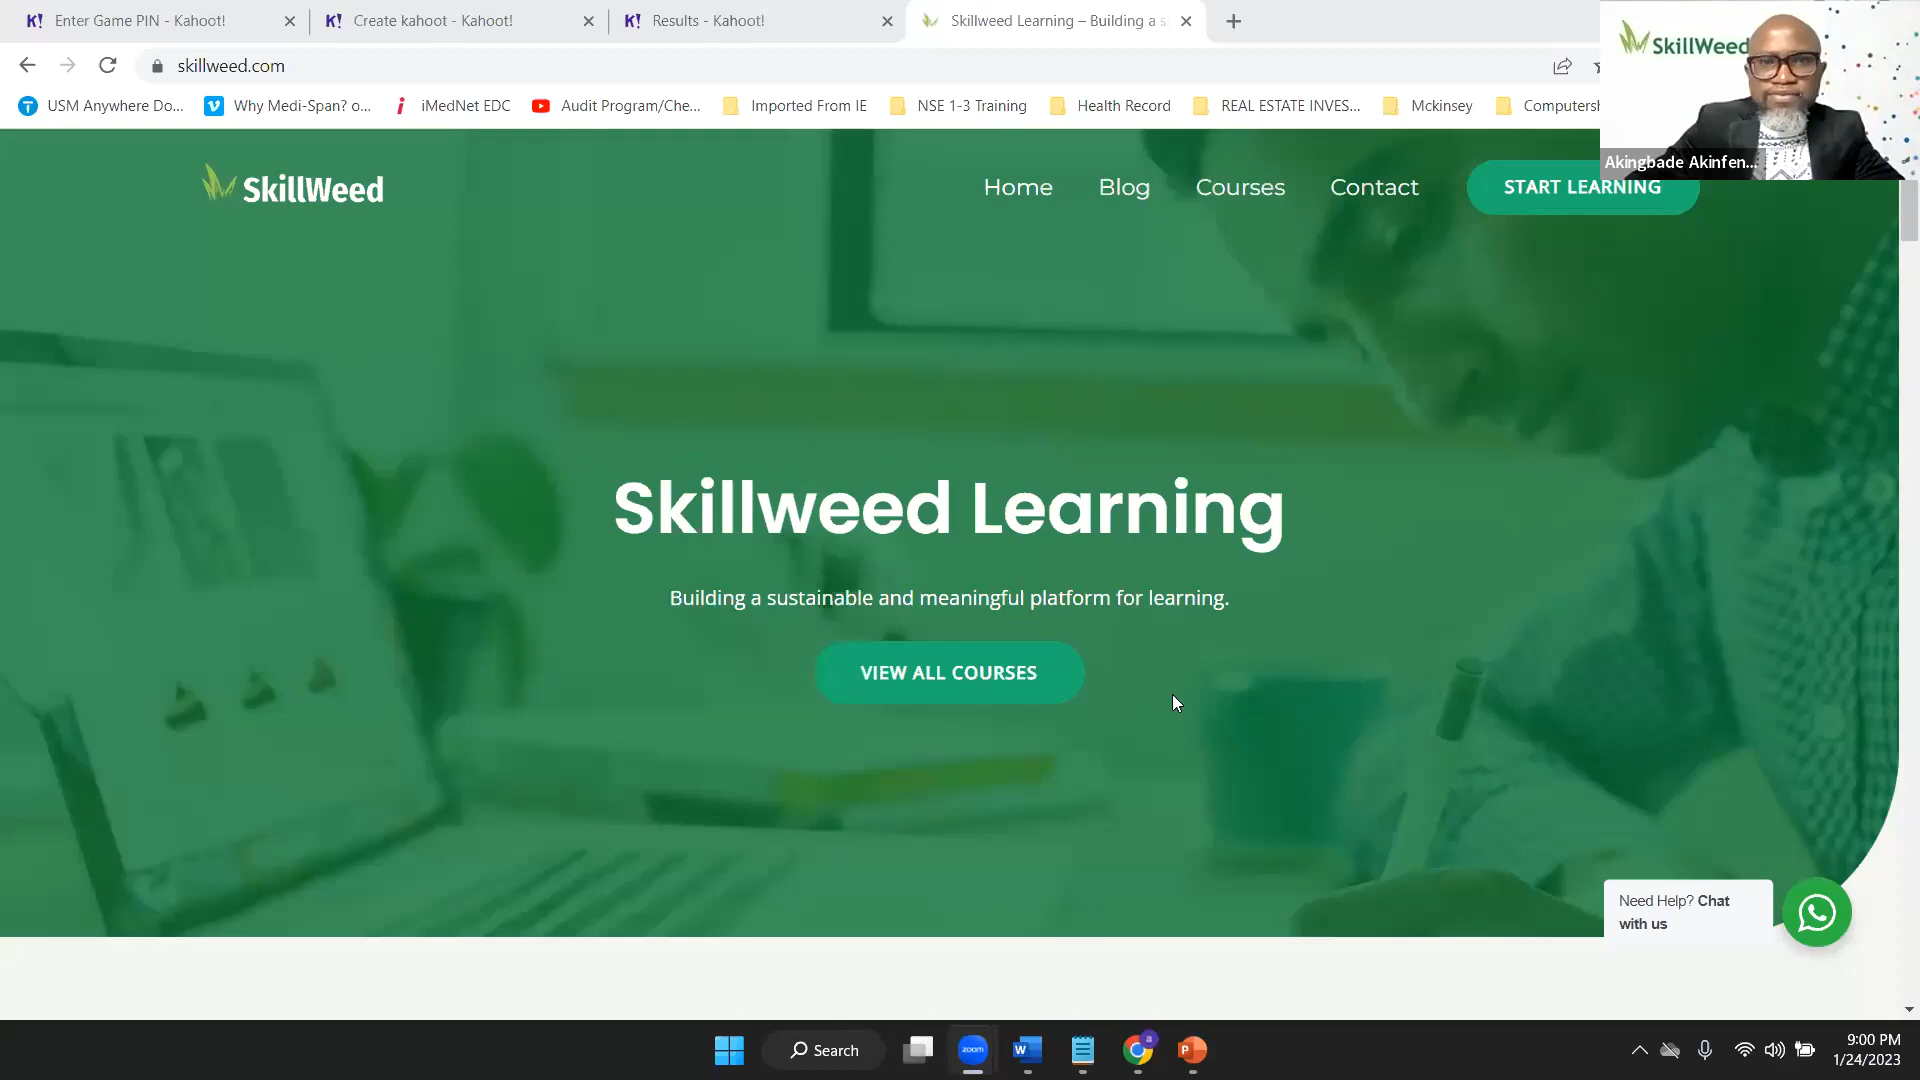 Enter Game PIN - Kahoot!
Create kahoot - Kahoot!
Results - Kahoot!
Skillweed Learning – Building a s
skillweed.com
USM Anywhere Do...
Why Medi-Span? o...
iMedNet EDC
Audit Program/Che...
Imported From IE
NSE 1-3 Training
Health Record
REAL ESTATE INVES...
Mckinsey
Computersh
SkillWeed
Akingbade Akinfen...
SkillWeed
Home
Blog
Courses
Contact
START LEARNING
Skillweed Learning
Building a sustainable and meaningful platform for learning.
VIEW ALL COURSES
Need Help? Chat
with us
Search
zoom
9:00 PM
1/24/2023